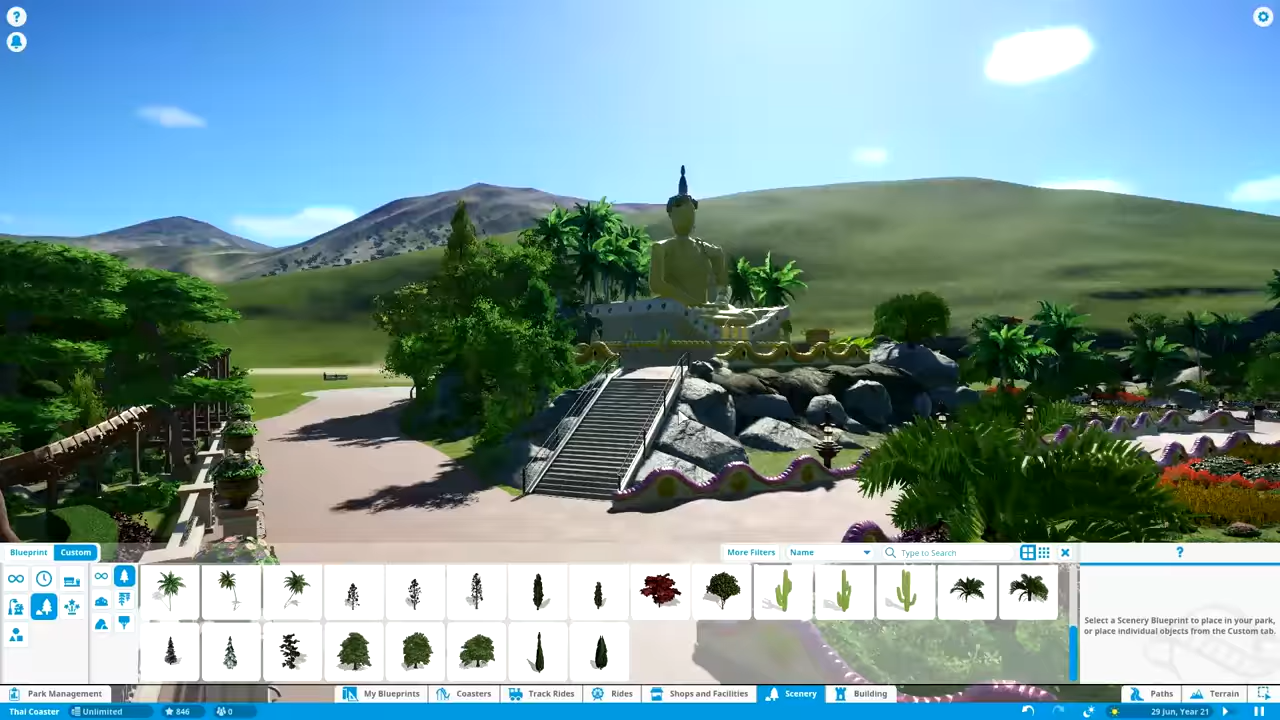 ?
Blueprint
Custom
More Filters
Name
Type to Search
?
Select a Scenery Blueprint to place in your park,
or place individual objects from the Custom tab.
Park Management
My Blueprints
Coasters
Track Rides
Rides
Shops and Facilities
Scenery
Building
Paths
Terrain
Thai Coaster
Unlimited
846
0
29 Jun, Year 21